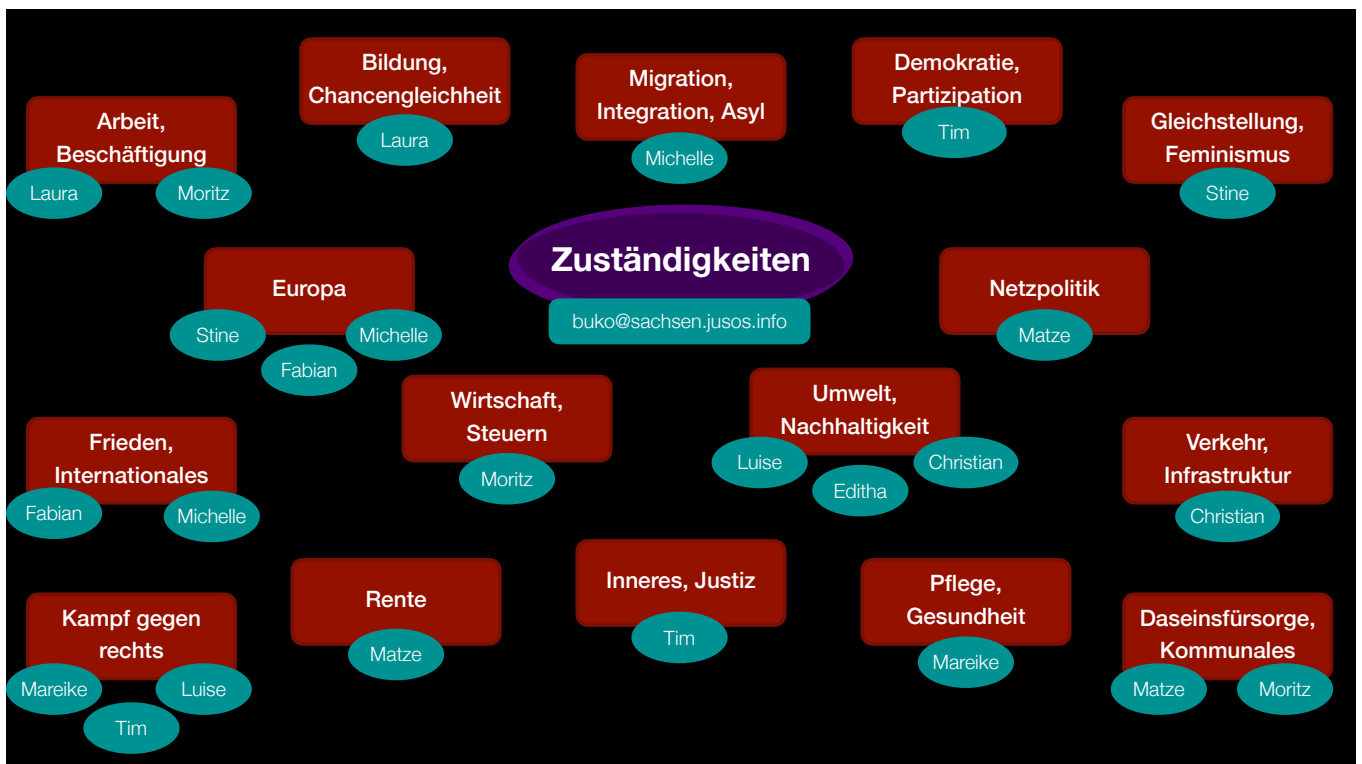 Bildung,
Chancengleichheit
Laura
Migration,
Integration, Asyl
Michelle
Demokratie,
Partizipation
Tim
Arbeit,
Beschäftigung
Laura
Moritz
Gleichstellung,
Feminismus
Stine
Zuständigkeiten
buko@sachsen.jusos.info
Europa
Stine
Michelle
Fabian
Netzpolitik
Matze
Wirtschaft,
Steuern
Moritz
Umwelt,
Nachhaltigkeit
Luise
Christian
Editha
Frieden,
Internationales
Fabian
Michelle
Verkehr,
Infrastruktur
Christian
Kampf gegen
rechts
Mareike
Luise
Tim
Rente
Matze
Inneres, Justiz
Tim
Pflege,
Gesundheit
Mareike
Daseinsfürsorge,
Kommunales
Matze
Moritz